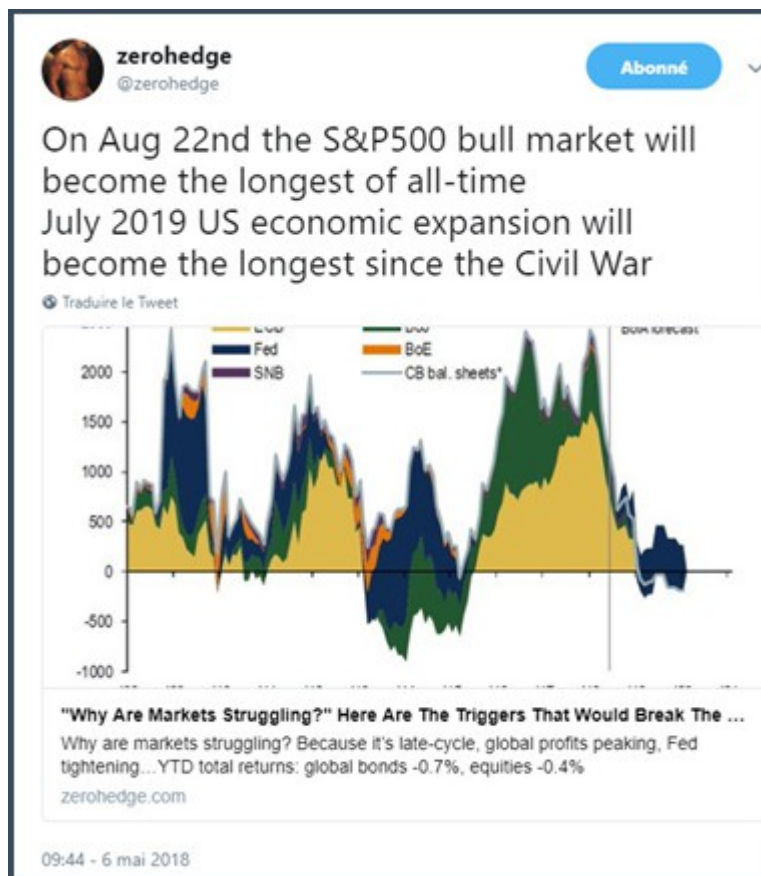 zerohedge
@zerohedge
Abonné
On Aug 22nd the S&P500 bull market will
become the longest of all-time
July 2019 US economic expansion will
become the longest since the Civil War
Traduire le Tweet
Fed
BoE
SNB
CB bal. sheets*
2000
1500
1000
500
0
-500
-1000
"Why Are Markets Struggling?" Here Are The Triggers That Would Break The ...
Why are markets struggling? Because it's late-cycle, global profits peaking, Fed
tightening...YTD total returns: global bonds -0.7%, equities -0.4%
zerohedge.com
09:44 - 6 mai 2018